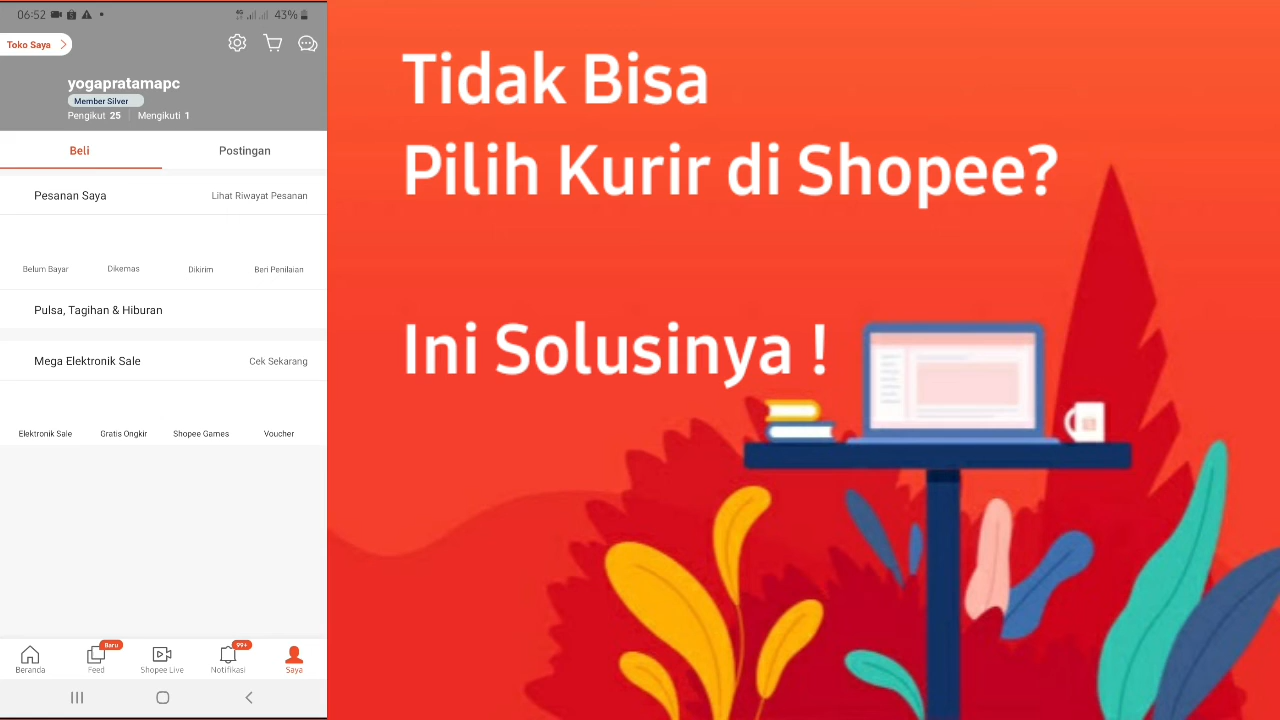 06:52
43%
Toko Saya
yogapratamapc
Member Silver
Pengikut 25 Mengikuti 1
Beli Postingan
Pesanan Saya Lihat Riwayat Pesanan
Belum Bayar Dikemas Dikirim Beri Penilaian
Pulsa, Tagihan & Hiburan
Mega Elektronik Sale Cek Sekarang
Elektronik Sale Gratis Ongkir Shopee Games Voucher
Baru 99+
Beranda Feed Shopee Live Notifikasi Saya
Tidak Bisa
Pilih Kurir di Shopee?
Ini Solusinya !